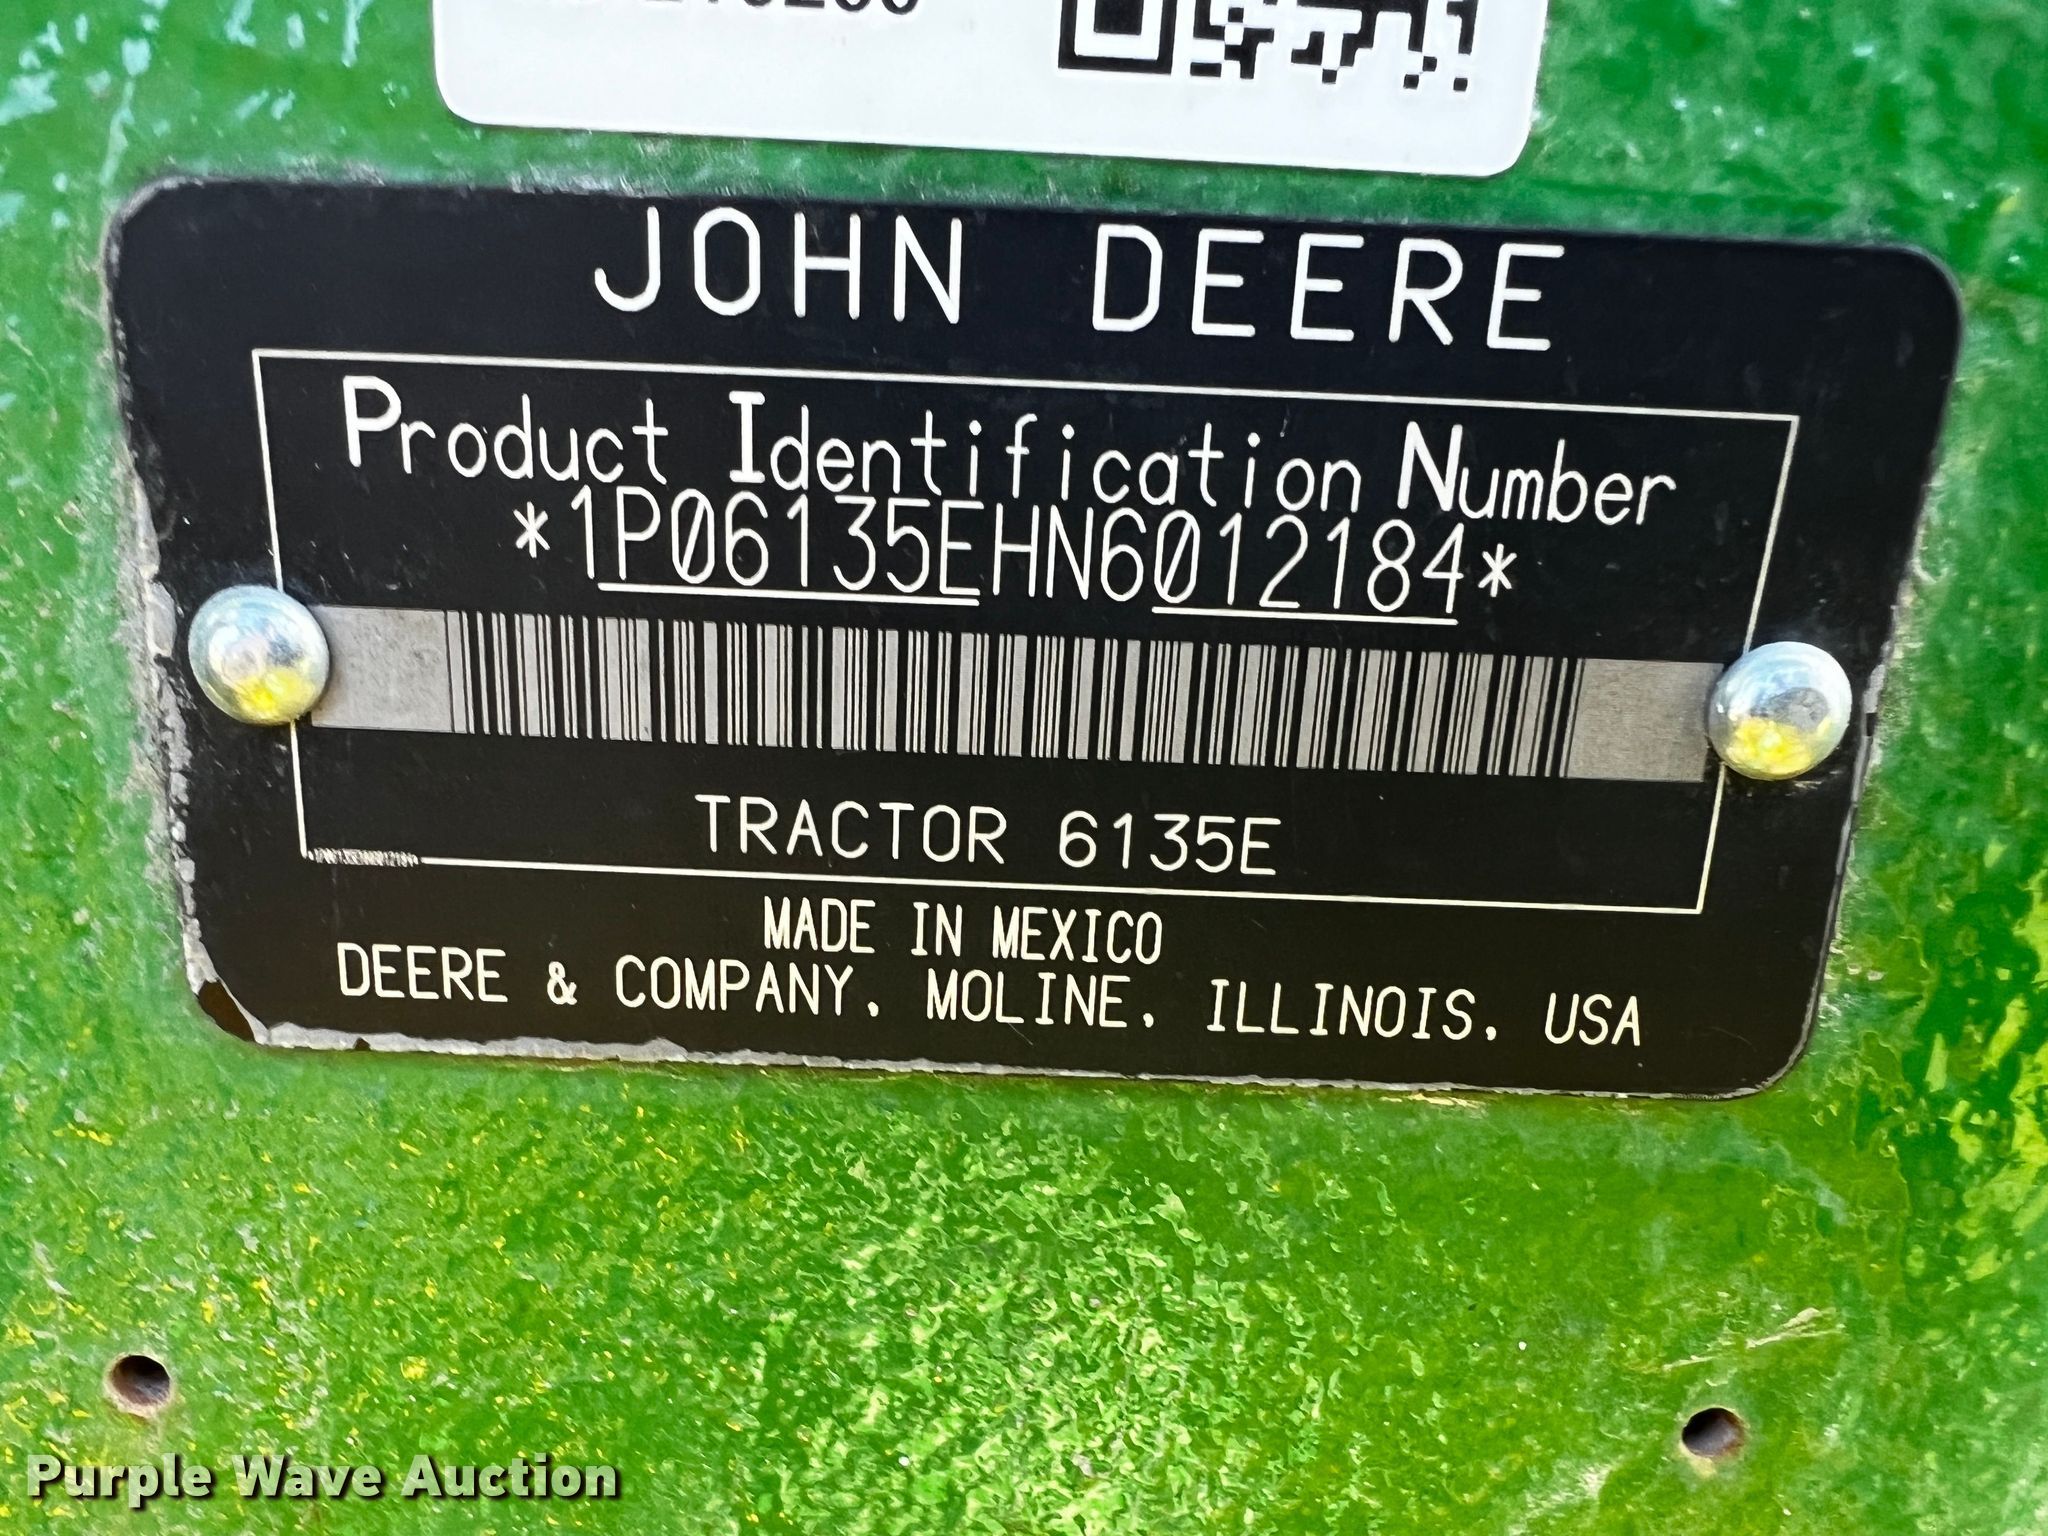 JOHN DEERE
Product Identification Number
*1P06135EHN6012184*
TRACTOR 6135E
MADE IN MEXICO
DEERE & COMPANY, MOLINE, ILLINOIS, USA
Purple Wave Auction